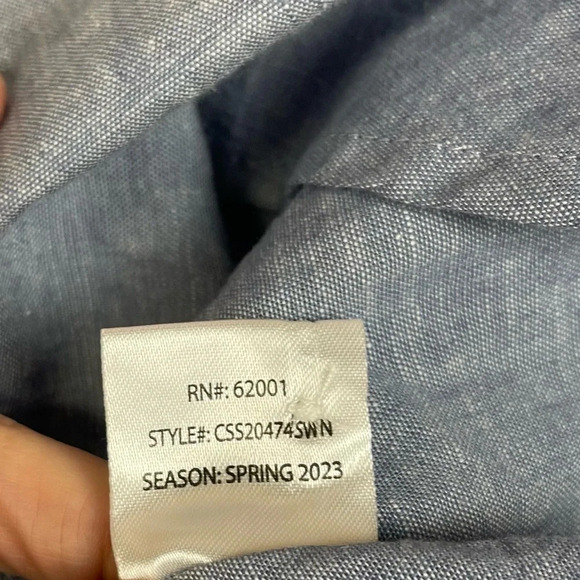 RN#: 62001
STYLE#: CSS20474SWN
SEASON: SPRING 2023